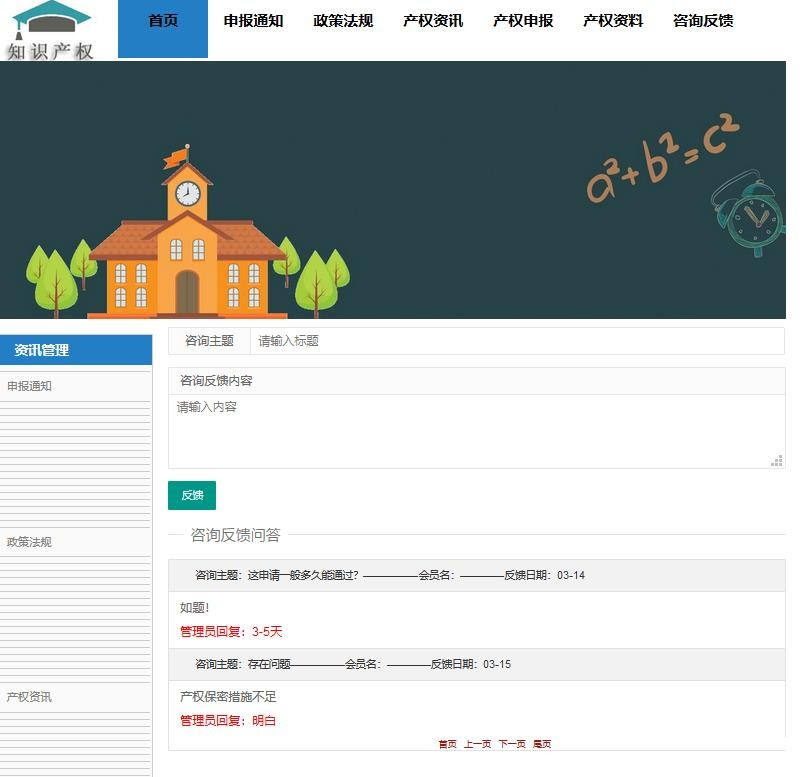 知识产权
首页 申报通知 政策法规 产权资讯 产权申报 产权资料 咨询反馈
a²+b²=c²
资讯管理
咨询主题 请输入标题
申报通知
咨询反馈内容
请输入内容
反馈
政策法规
咨询反馈问答
咨询主题：这申请一般多久能通过？—————会员名：————反馈日期：03-14
如题！
管理员回复：3-5天
咨询主题：存在问题—————会员名：————反馈日期：03-15
产权资讯
产权保密措施不足
管理员回复：明白
首页 上一页 下一页 尾页